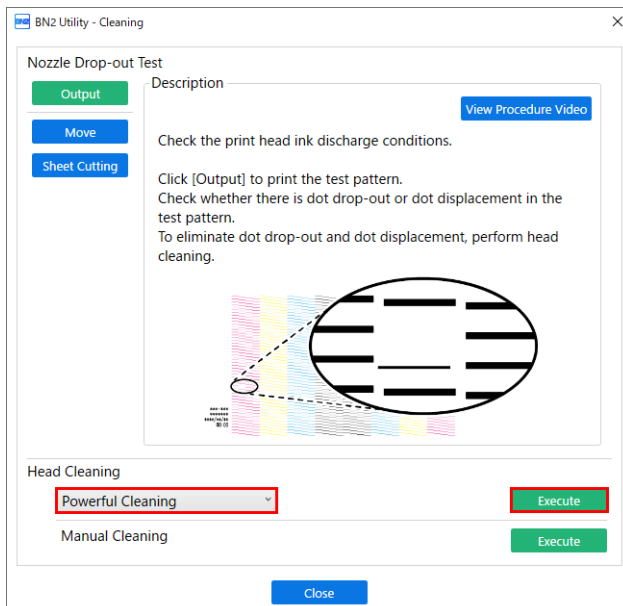 BN2 BN2 Utility - Cleaning
Nozzle Drop-out Test
Output
Move
Sheet Cutting
Description
View Procedure Video
Check the print head ink discharge conditions.
Click [Output] to print the test pattern.
Check whether there is dot drop-out or dot displacement in the
test pattern.
To eliminate dot drop-out and dot displacement, perform head
cleaning.
Head Cleaning
Powerful Cleaning
Execute
Manual Cleaning
Execute
Close